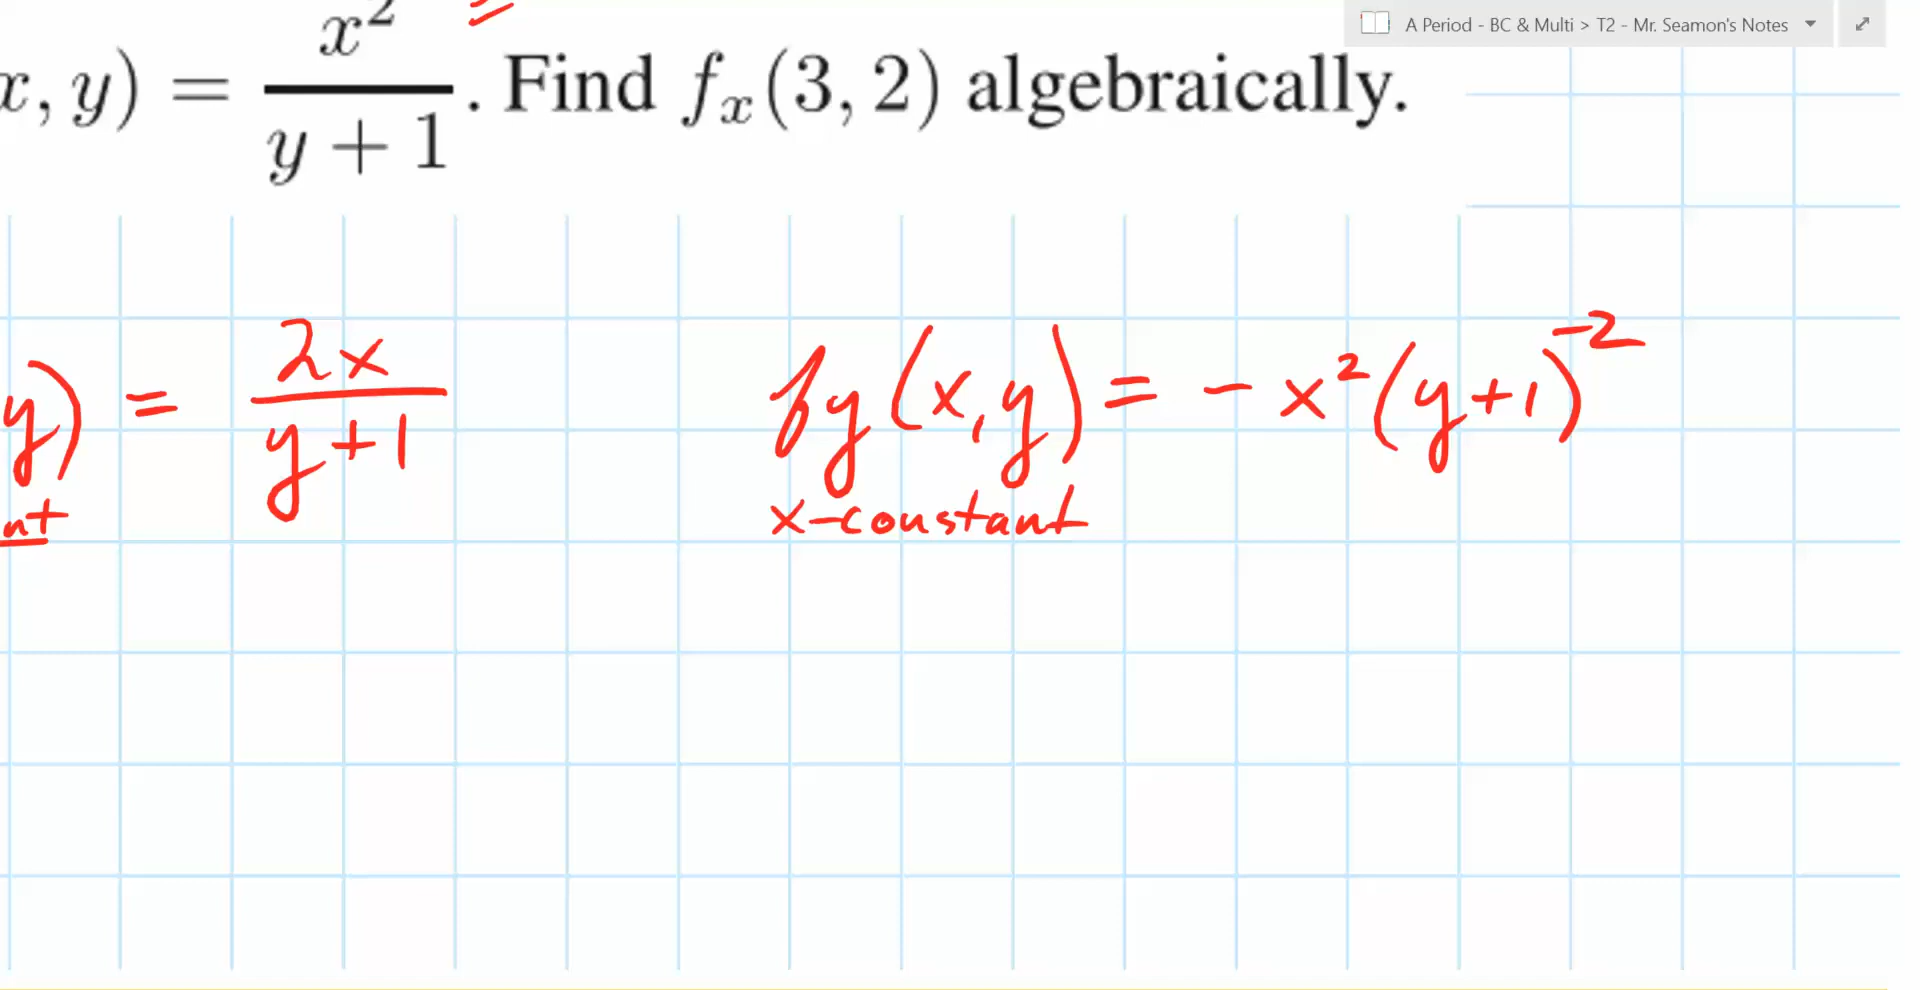 A Period - BC & Multi > T2 - Mr. Seamon's Notes
x, y) = x² / (y + 1). Find fₓ(3, 2) algebraically.
y) = 2x / (y+1)
fy(x,y) = -x²(y+1)⁻²
nt
x-constant